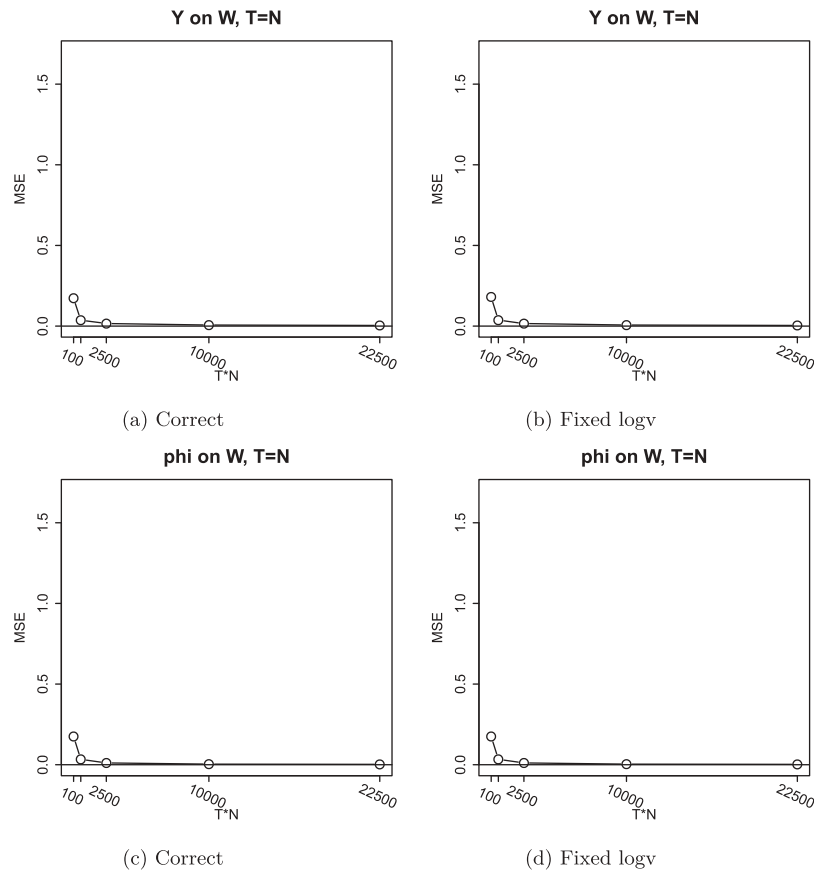 Y on W, T=N
MSE
0.0 0.5 1.0 1.5
100 2500 10000 22500
T*N
(a) Correct
Y on W, T=N
MSE
0.0 0.5 1.0 1.5
100 2500 10000 22500
T*N
(b) Fixed logv
phi on W, T=N
MSE
0.0 0.5 1.0 1.5
100 2500 10000 22500
T*N
(c) Correct
phi on W, T=N
MSE
0.0 0.5 1.0 1.5
100 2500 10000 22500
T*N
(d) Fixed logv